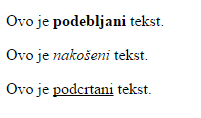 Ovo je podebljani tekst.
Ovo je nakošeni tekst.
Ovo je podcrtani tekst.